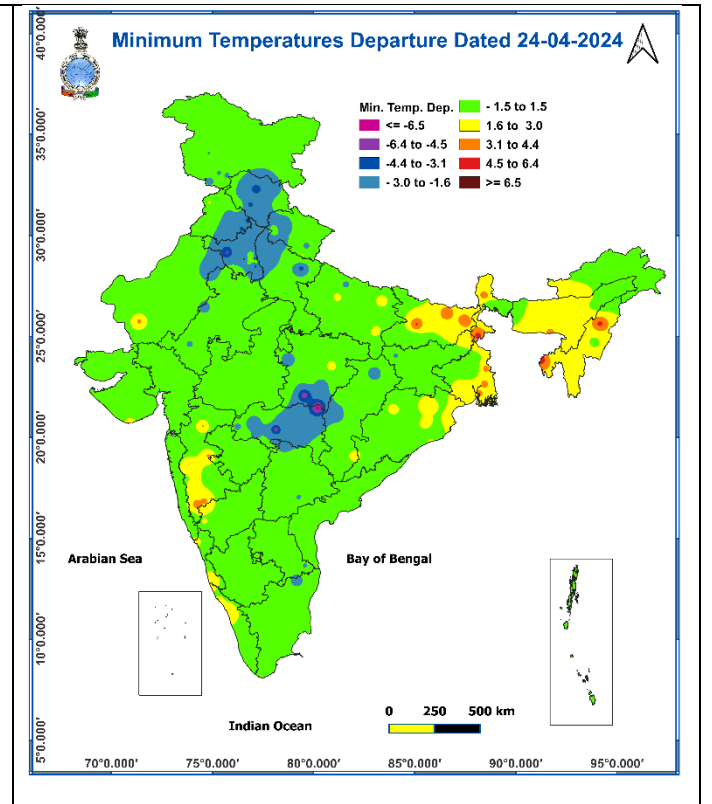 Minimum Temperatures Departure Dated 24-04-2024
Min. Temp. Dep.
<= -6.5
-6.4 to -4.5
-4.4 to -3.1
- 3.0 to -1.6
- 1.5 to 1.5
1.6 to 3.0
3.1 to 4.4
4.5 to 6.4
>= 6.5
40°0.000'
35°0.000'
30°0.000'
25°0.000'
20°0.000'
15°0.000'
10°0.000'
5°0.000'
Arabian Sea
Bay of Bengal
Indian Ocean
0 250 500 km
70°0.000' 75°0.000' 80°0.000' 85°0.000' 90°0.000' 95°0.000'